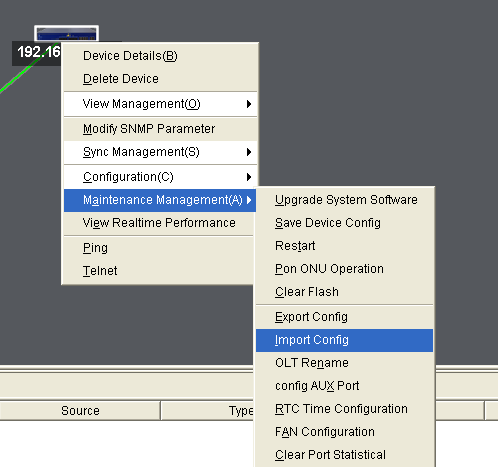 192.16
Device Details(B)
Delete Device
View Management(O)
Modify SNMP Parameter
Sync Management(S)
Configuration(C)
Maintenance Management(A)
View Realtime Performance
Ping
Telnet
Upgrade System Software
Save Device Config
Restart
Pon ONU Operation
Clear Flash
Export Config
Import Config
OLT Rename
config AUX Port
RTC Time Configuration
FAN Configuration
Clear Port Statistical
Source
Type